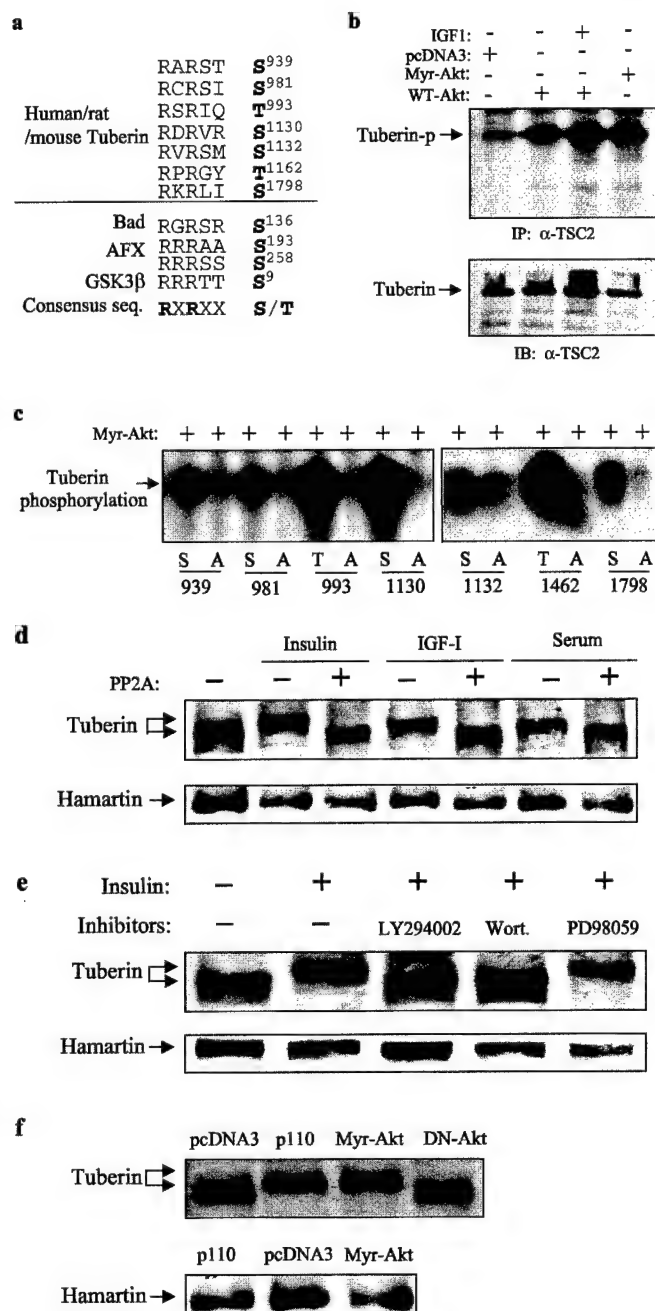 a
RARST S939
RCRSI S981
Human/rat RSRIQ T993
/mouse Tuberin RDRVR S1130
RVRSM S1132
RPRGY T1162
RKRLI S1798
Bad RGRSR S136
AFX RRRAA S193
RRRSS S258
GSK3β RRRTT S9
Consensus seq. RXRXX S/T
b
IGF1: - - + -
pcDNA3: + - - -
Myr-Akt: - - - +
WT-Akt: - + + -
Tuberin-p
IP: α-TSC2
Tuberin
IB: α-TSC2
c
Myr-Akt: + + + + + + + + + + + + + +
Tuberin
phosphorylation
S A S A T A S A S A T A S A
939 981 993 1130 1132 1462 1798
d
Insulin IGF-I Serum
PP2A: - - + - + - +
Tuberin
Hamartin
e
Insulin: - + + + +
Inhibitors: - - LY294002 Wort. PD98059
Tuberin
Hamartin
f
pcDNA3 p110 Myr-Akt DN-Akt
Tuberin
p110 pcDNA3 Myr-Akt
Hamartin